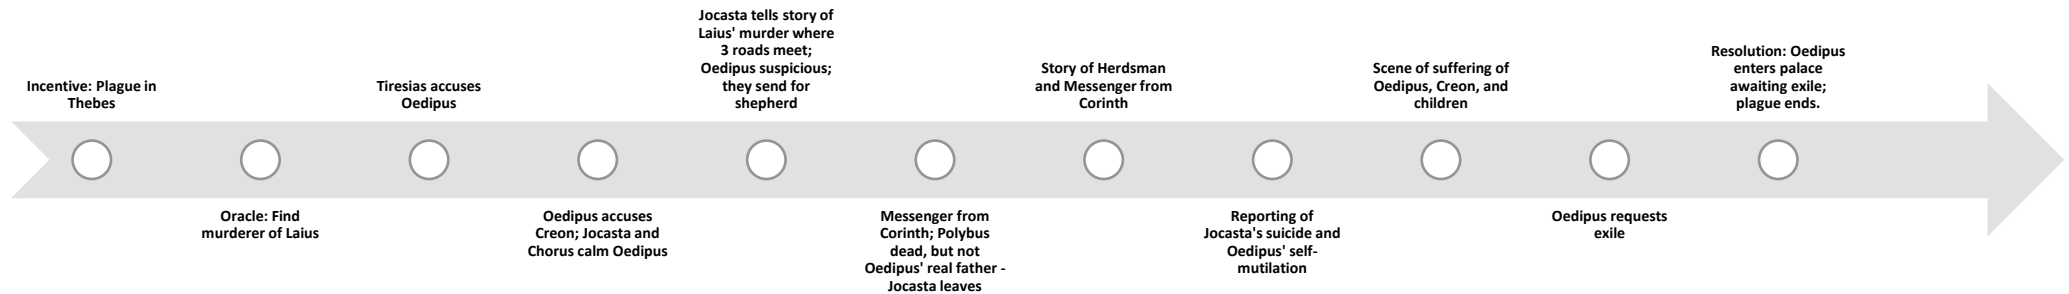 Incentive: Plague in
Thebes
Oracle: Find
murderer of Laius
Tiresias accuses
Oedipus
Oedipus accuses
Creon; Jocasta and
Chorus calm Oedipus
Jocasta tells story of
Laius' murder where
3 roads meet;
Oedipus suspicious;
they send for
shepherd
Messenger from
Corinth; Polybus
dead, but not
Oedipus' real father -
Jocasta leaves
Story of Herdsman
and Messenger from
Corinth
Reporting of
Jocasta's suicide and
Oedipus' self-
mutilation
Scene of suffering of
Oedipus, Creon, and
children
Oedipus requests
exile
Resolution: Oedipus
enters palace
awaiting exile;
plague ends.